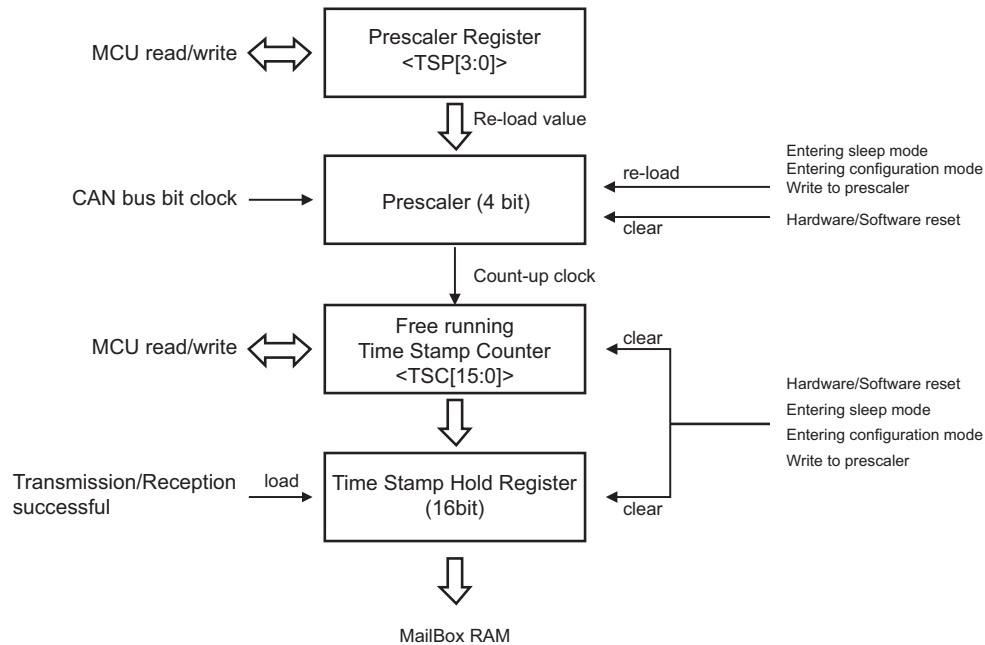 Prescaler Register
MCU read/write
<TSP[3:0]>
Re-load value
Entering sleep mode
re-load
Entering configuration mode
Write to prescaler
CAN bus bit clock
Prescaler (4 bit)
clear
Hardware/Software reset
Count-up clock
Free running
MCU read/write
Time Stamp Counter
clear
<TSC[15:0]>
Hardware/Software reset
Entering sleep mode
Entering configuration mode
Write to prescaler
Transmission/Reception
successful
load
Time Stamp Hold Register
(16bit)
clear
MailBox RAM